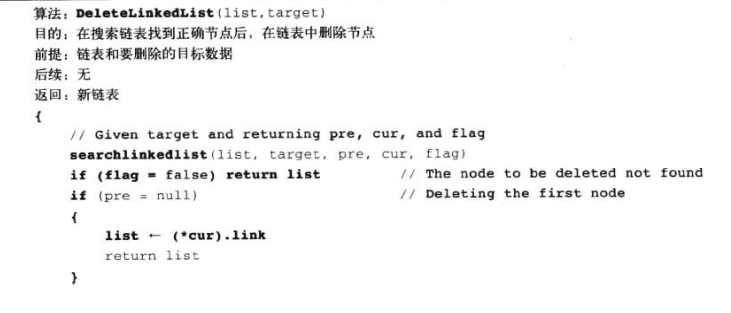 算法：DeleteLinkedList(list,target)
目的：在搜索链表找到正确节点后，在链表中删除节点
前提：链表和要删除的目标数据
后续：无
返回：新链表
{
// Given target and returning pre, cur, and flag
searchlinkedlist(list, target, pre, cur, flag)
if (flag = false) return list // The node to be deleted not found
if (pre = null) // Deleting the first node
{
list ← (*cur).link
return list
}